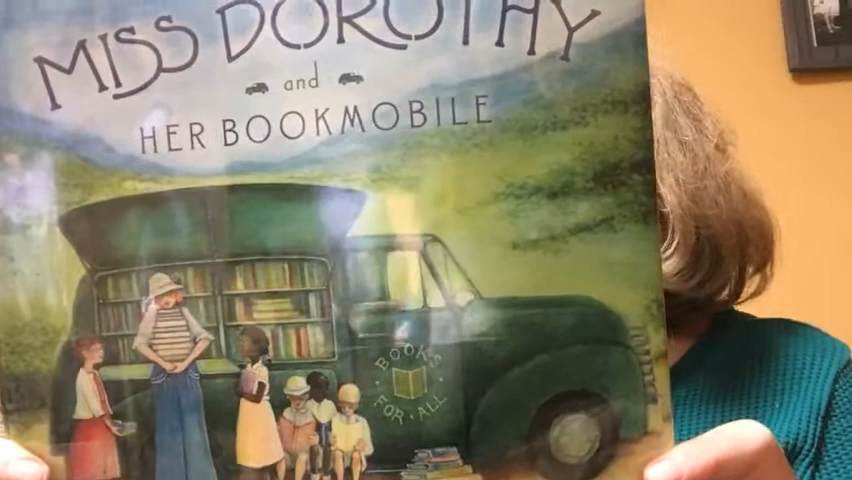 MISS DOROTHY
and
HER BOOKMOBILE
BOOKS
FOR • ALL